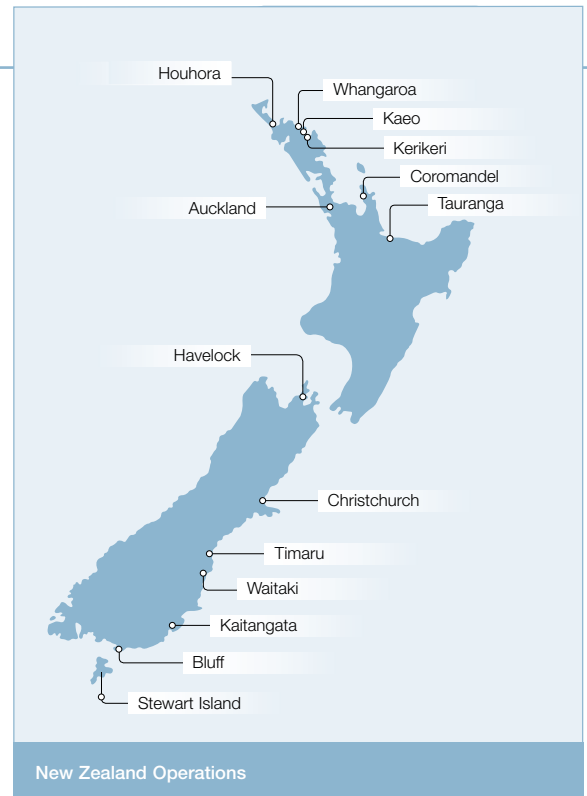 Houhora
Whangaroa
Kaeo
Kerikeri
Coromandel
Tauranga
Auckland
Havelock
Christchurch
Timaru
Waitaki
Kaitangata
Bluff
Stewart Island
New Zealand Operations